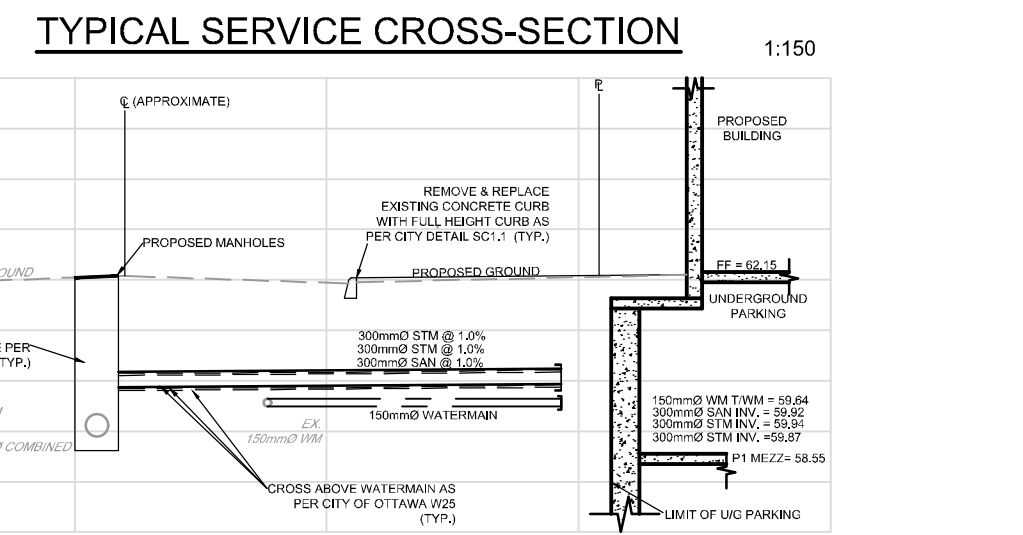 TYPICAL SERVICE CROSS-SECTION
1:150
℄ (APPROXIMATE)
PROPOSED
BUILDING
REMOVE & REPLACE
EXISTING CONCRETE CURB
WITH FULL HEIGHT CURB AS
PER CITY DETAIL SC1.1 (TYP.)
PROPOSED MANHOLES
OUND
PROPOSED GROUND
FF = 62.15
UNDERGROUND
PARKING
300mmØ STM @ 1.0%
300mmØ STM @ 1.0%
300mmØ SAN @ 1.0%
E PER
TYP.)
150mmØ WATERMAIN
EX.
150mmØ WM
Ø COMBINED
150mmØ WM T/WM = 59.64
300mmØ SAN INV. = 59.92
300mmØ STM INV. = 59.94
300mmØ STM INV. =59.87
P1 MEZZ= 58.55
CROSS ABOVE WATERMAIN AS
PER CITY OF OTTAWA W25
(TYP.)
LIMIT OF U/G PARKING